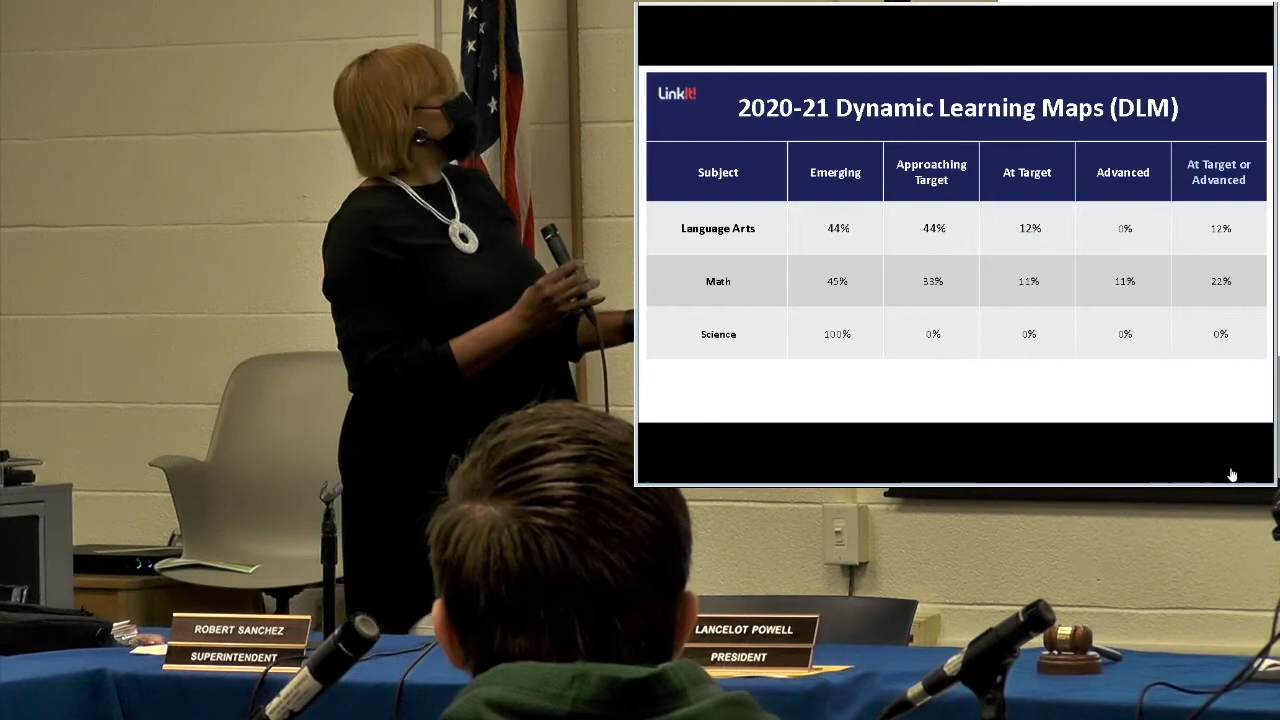 LinkIt!
2020-21 Dynamic Learning Maps (DLM)
Subject Emerging Approaching Target At Target Advanced At Target or Advanced
Language Arts 44% 44% 12% 0% 12%
Math 45% 33% 11% 11% 22%
Science 100% 0% 0% 0% 0%
ROBERT SANCHEZ
SUPERINTENDENT
LANCELOT POWELL
PRESIDENT